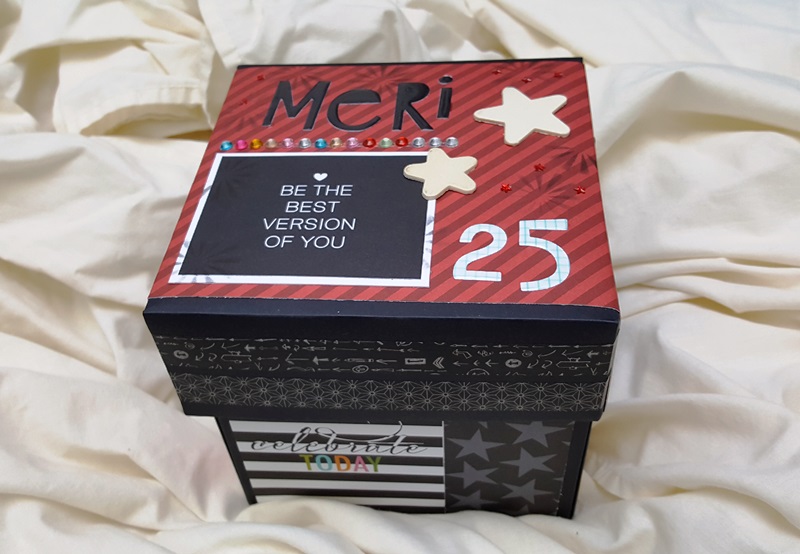 MeRi
BE THE
BEST
VERSION
OF YOU
25
celebrate
TODAY